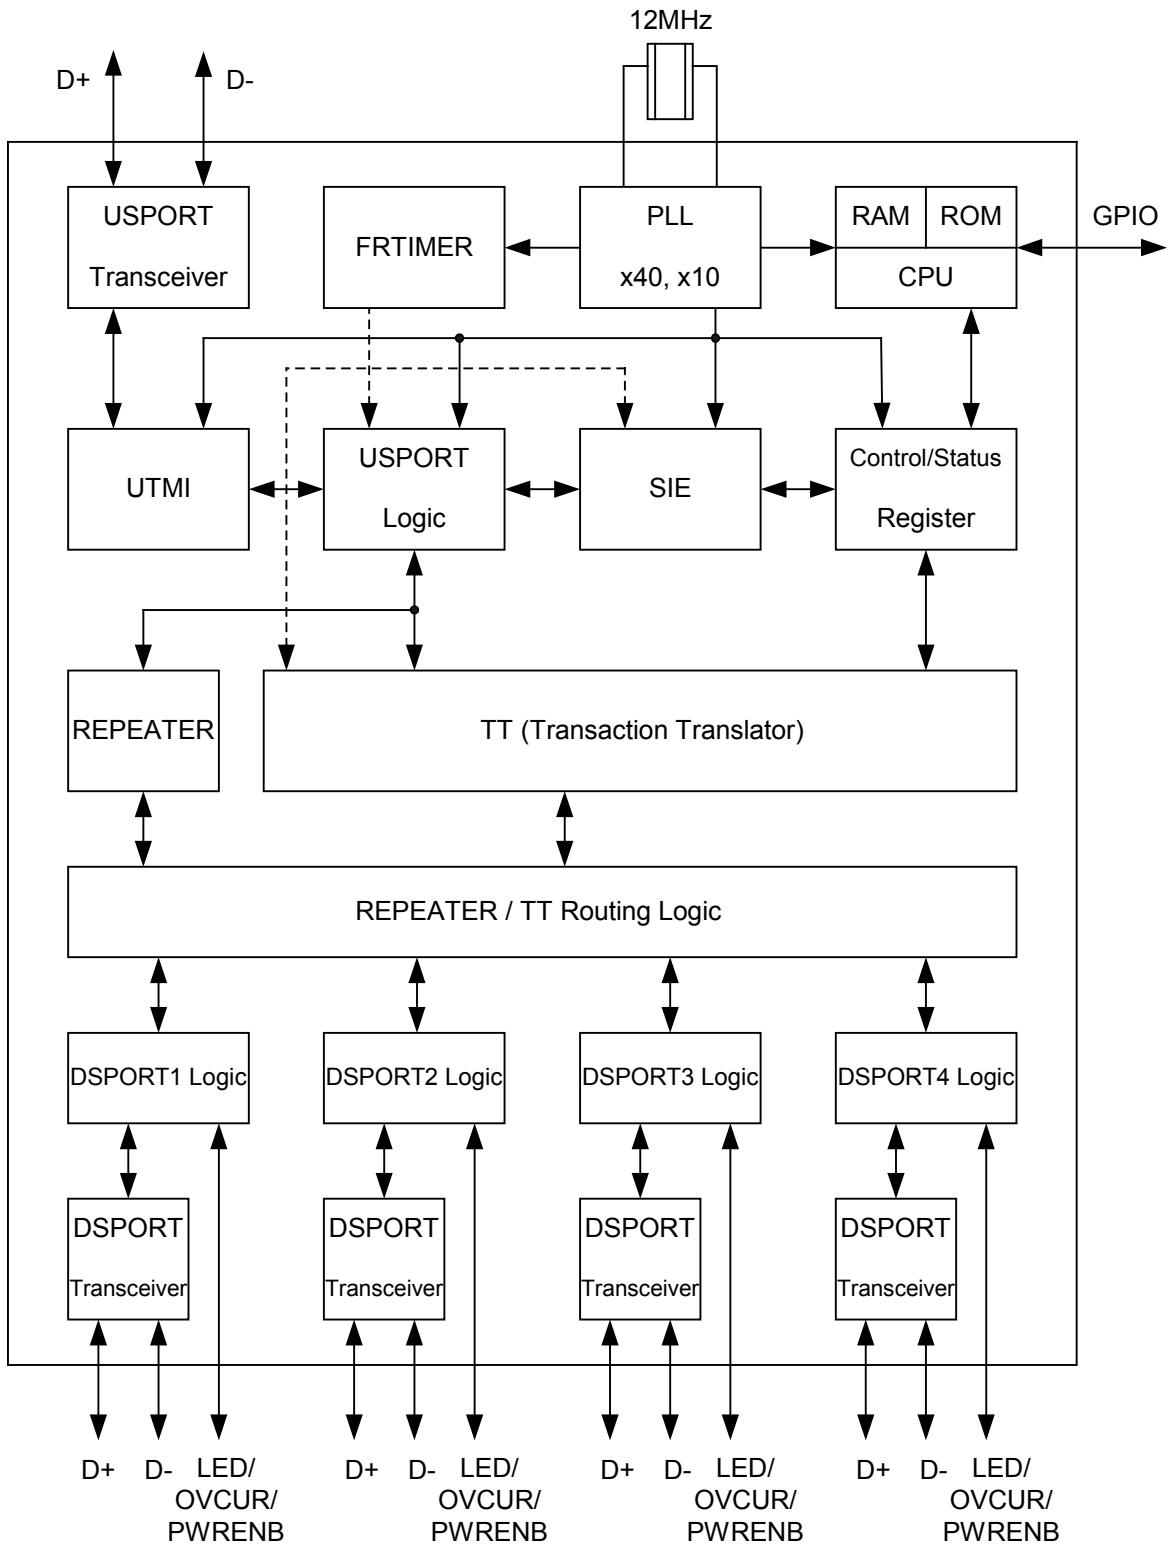 12MHz
D+
D-
USPORT
Transceiver
FRTIMER
PLL
x40, x10
RAM
ROM
CPU
GPIO
UTMI
USPORT
Logic
SIE
Control/Status
Register
REPEATER
TT (Transaction Translator)
REPEATER / TT Routing Logic
DSPORT1 Logic
DSPORT2 Logic
DSPORT3 Logic
DSPORT4 Logic
DSPORT
Transceiver
DSPORT
Transceiver
DSPORT
Transceiver
DSPORT
Transceiver
D+
D-
LED/
OVCUR/
PWRENB
D+
D-
LED/
OVCUR/
PWRENB
D+
D-
LED/
OVCUR/
PWRENB
D+
D-
LED/
OVCUR/
PWRENB